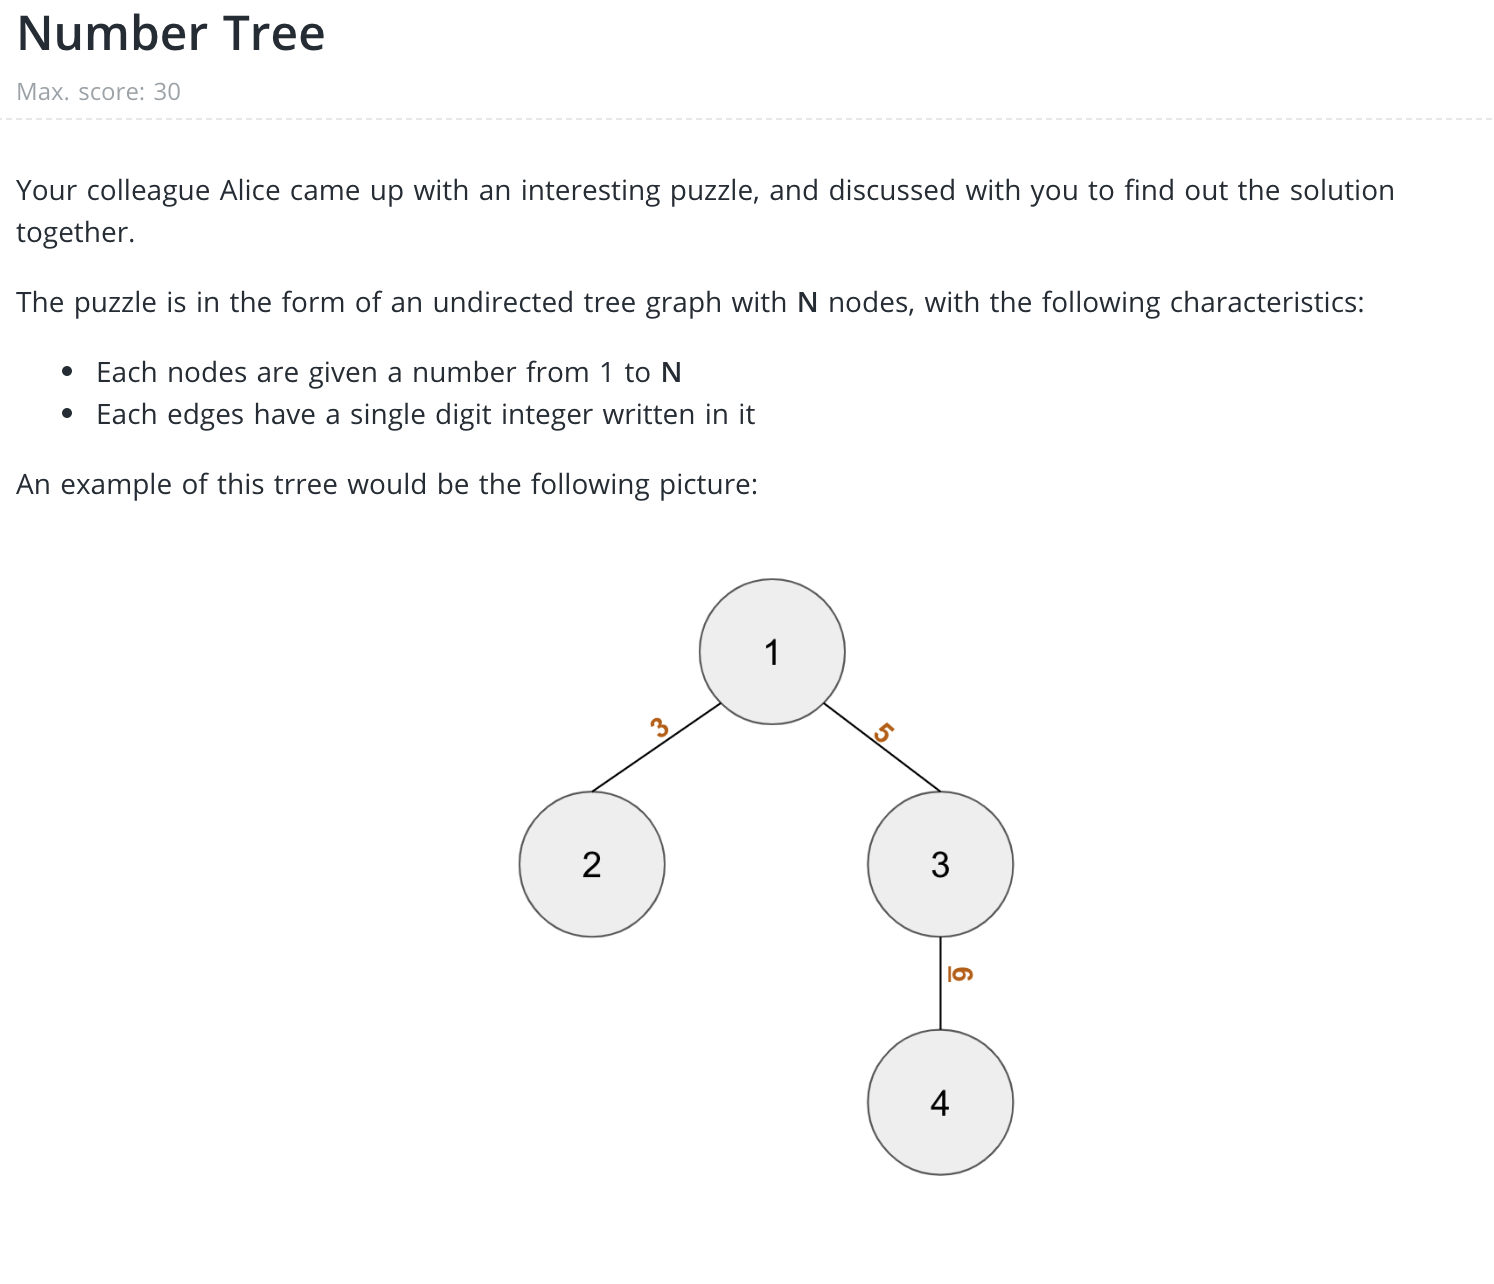 Number Tree
Max. score: 30
Your colleague Alice came up with an interesting puzzle, and discussed with you to find out the solution
together.
The puzzle is in the form of an undirected tree graph with N nodes, with the following characteristics:
• Each nodes are given a number from 1 to N
• Each edges have a single digit integer written in it
An example of this trree would be the following picture:
1
3
5
2
3
9
4